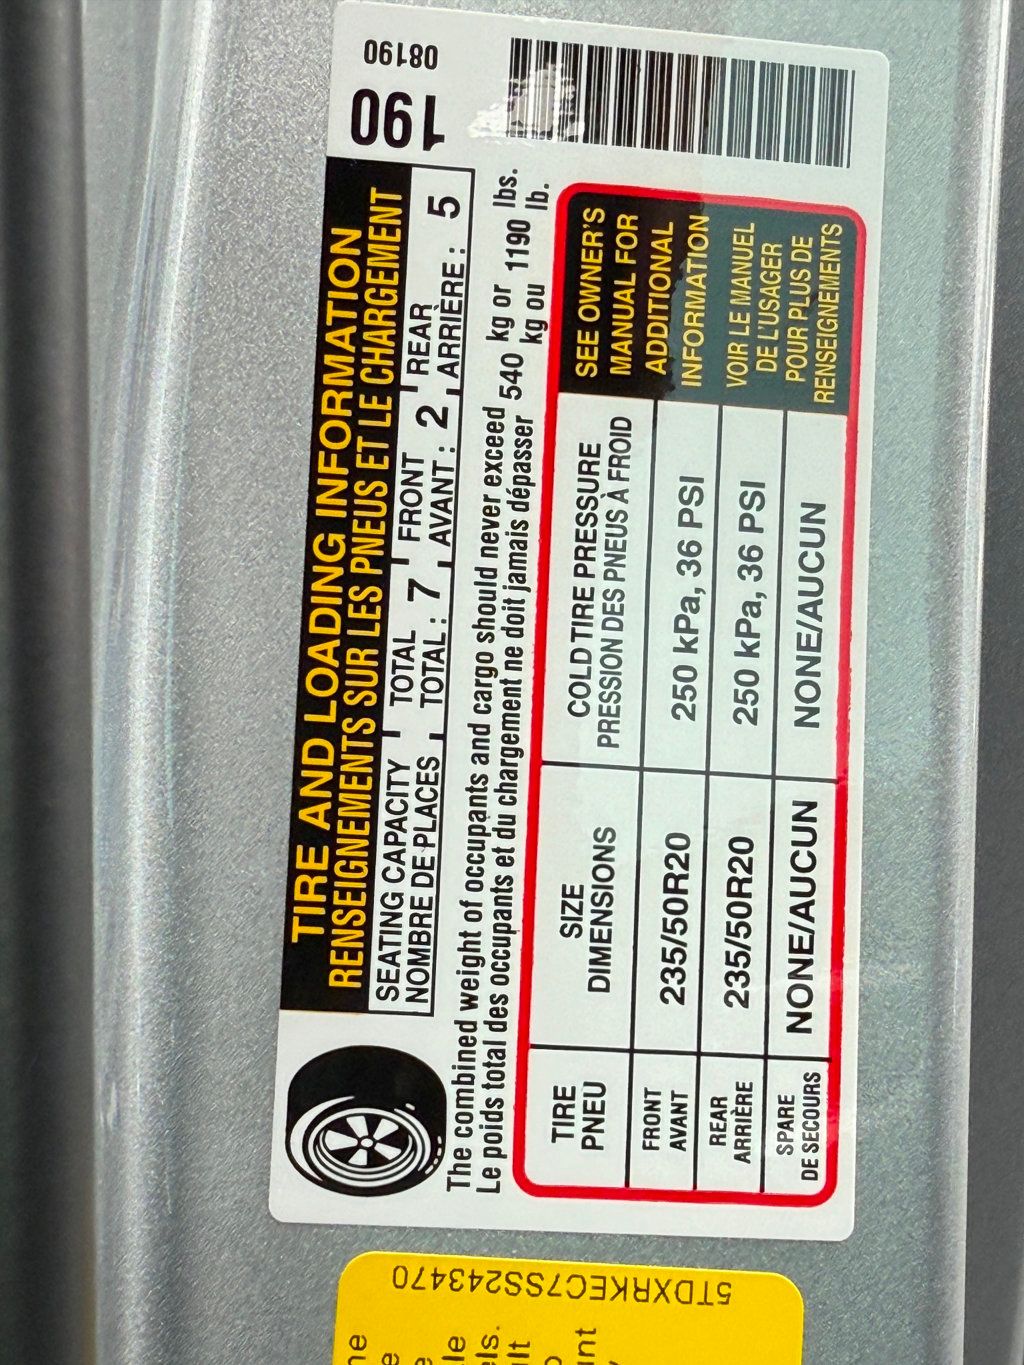 TIRE AND LOADING INFORMATION
RENSEIGNEMENTS SUR LES PNEUS ET LE CHARGEMENT
SEATING CAPACITY TOTAL FRONT REAR
NOMBRE DE PLACES TOTAL : 7 AVANT : 2 ARRIÈRE : 5
The combined weight of occupants and cargo should never exceed 540 kg or 1190 lbs.
Le poids total des occupants et du chargement ne doit jamais dépasser kg ou lb.
TIRE SIZE COLD TIRE PRESSURE
PNEU DIMENSIONS PRESSION DES PNEUS À FROID
FRONT
AVANT 235/50R20 250 kPa, 36 PSI
REAR
ARRIÈRE 235/50R20 250 kPa, 36 PSI
SPARE
DE SECOURS NONE/AUCUN NONE/AUCUN
SEE OWNER'S
MANUAL FOR
ADDITIONAL
INFORMATION
VOIR LE MANUEL
DE L'USAGER
POUR PLUS DE
RENSEIGNEMENTS
08190
190
5TDXRKEC7SS243470